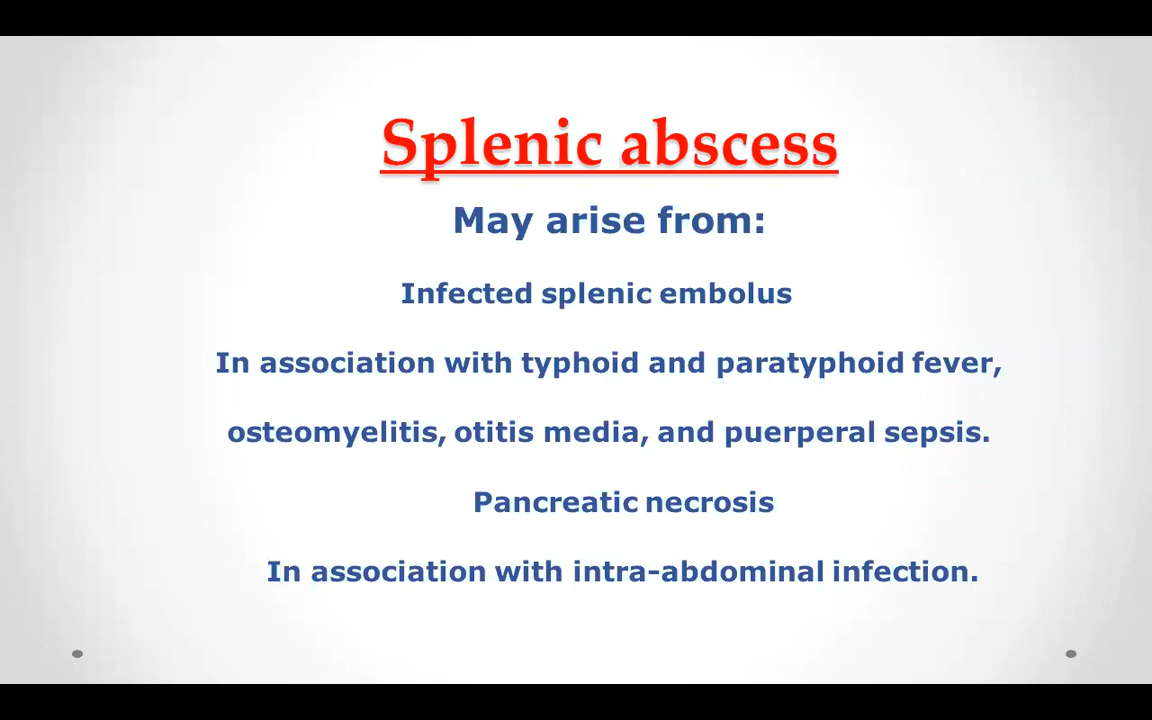 Splenic abscess
May arise from:
Infected splenic embolus
In association with typhoid and paratyphoid fever,
osteomyelitis, otitis media, and puerperal sepsis.
Pancreatic necrosis
In association with intra-abdominal infection.